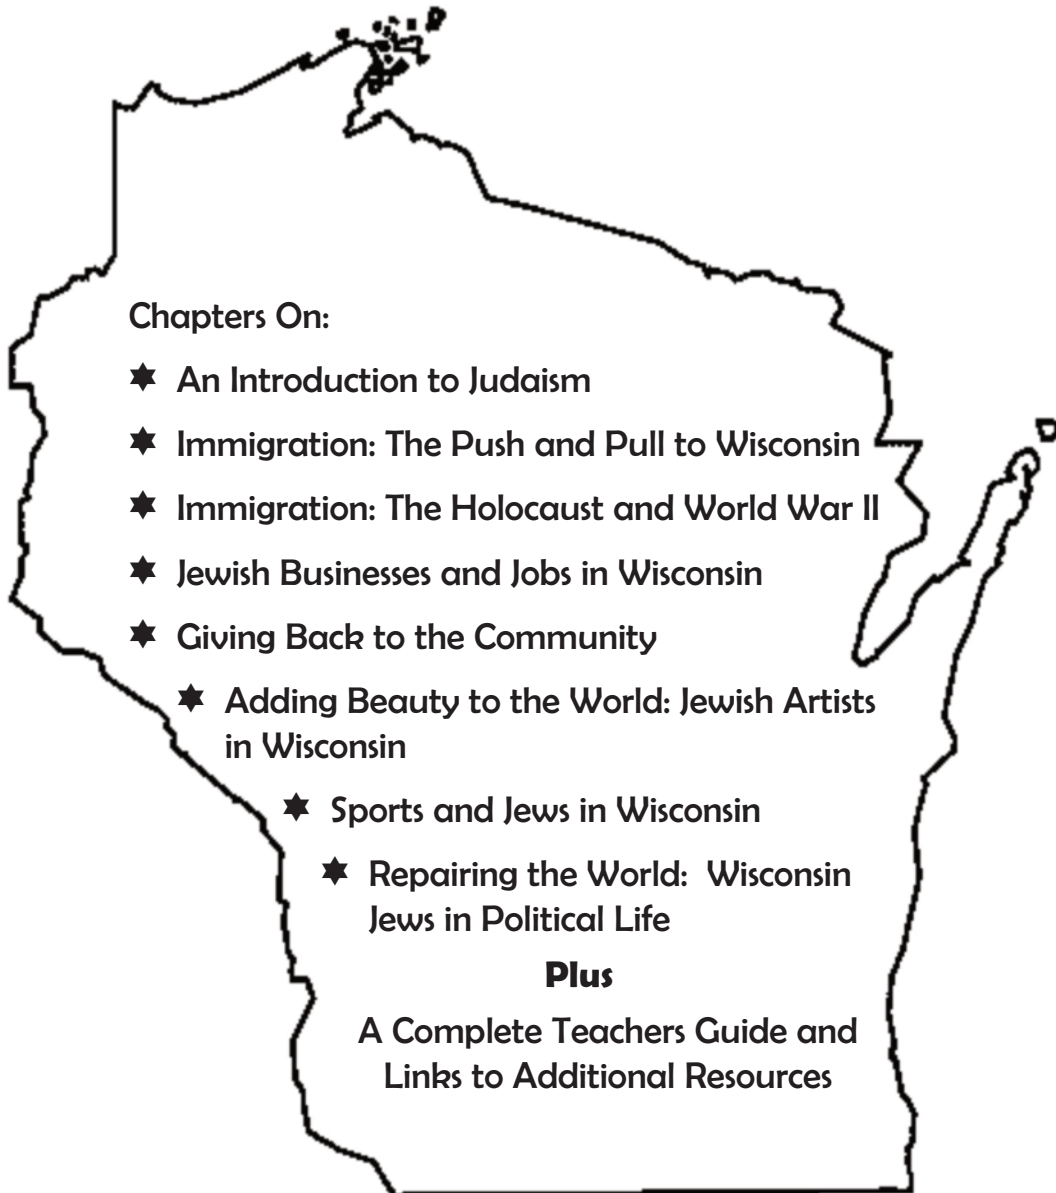 Chapters On:
✶ An Introduction to Judaism
✶ Immigration: The Push and Pull to Wisconsin
✶ Immigration: The Holocaust and World War II
✶ Jewish Businesses and Jobs in Wisconsin
✶ Giving Back to the Community
✶ Adding Beauty to the World: Jewish Artists
in Wisconsin
✶ Sports and Jews in Wisconsin
✶ Repairing the World:  Wisconsin
Jews in Political Life
Plus
A Complete Teachers Guide and
Links to Additional Resources